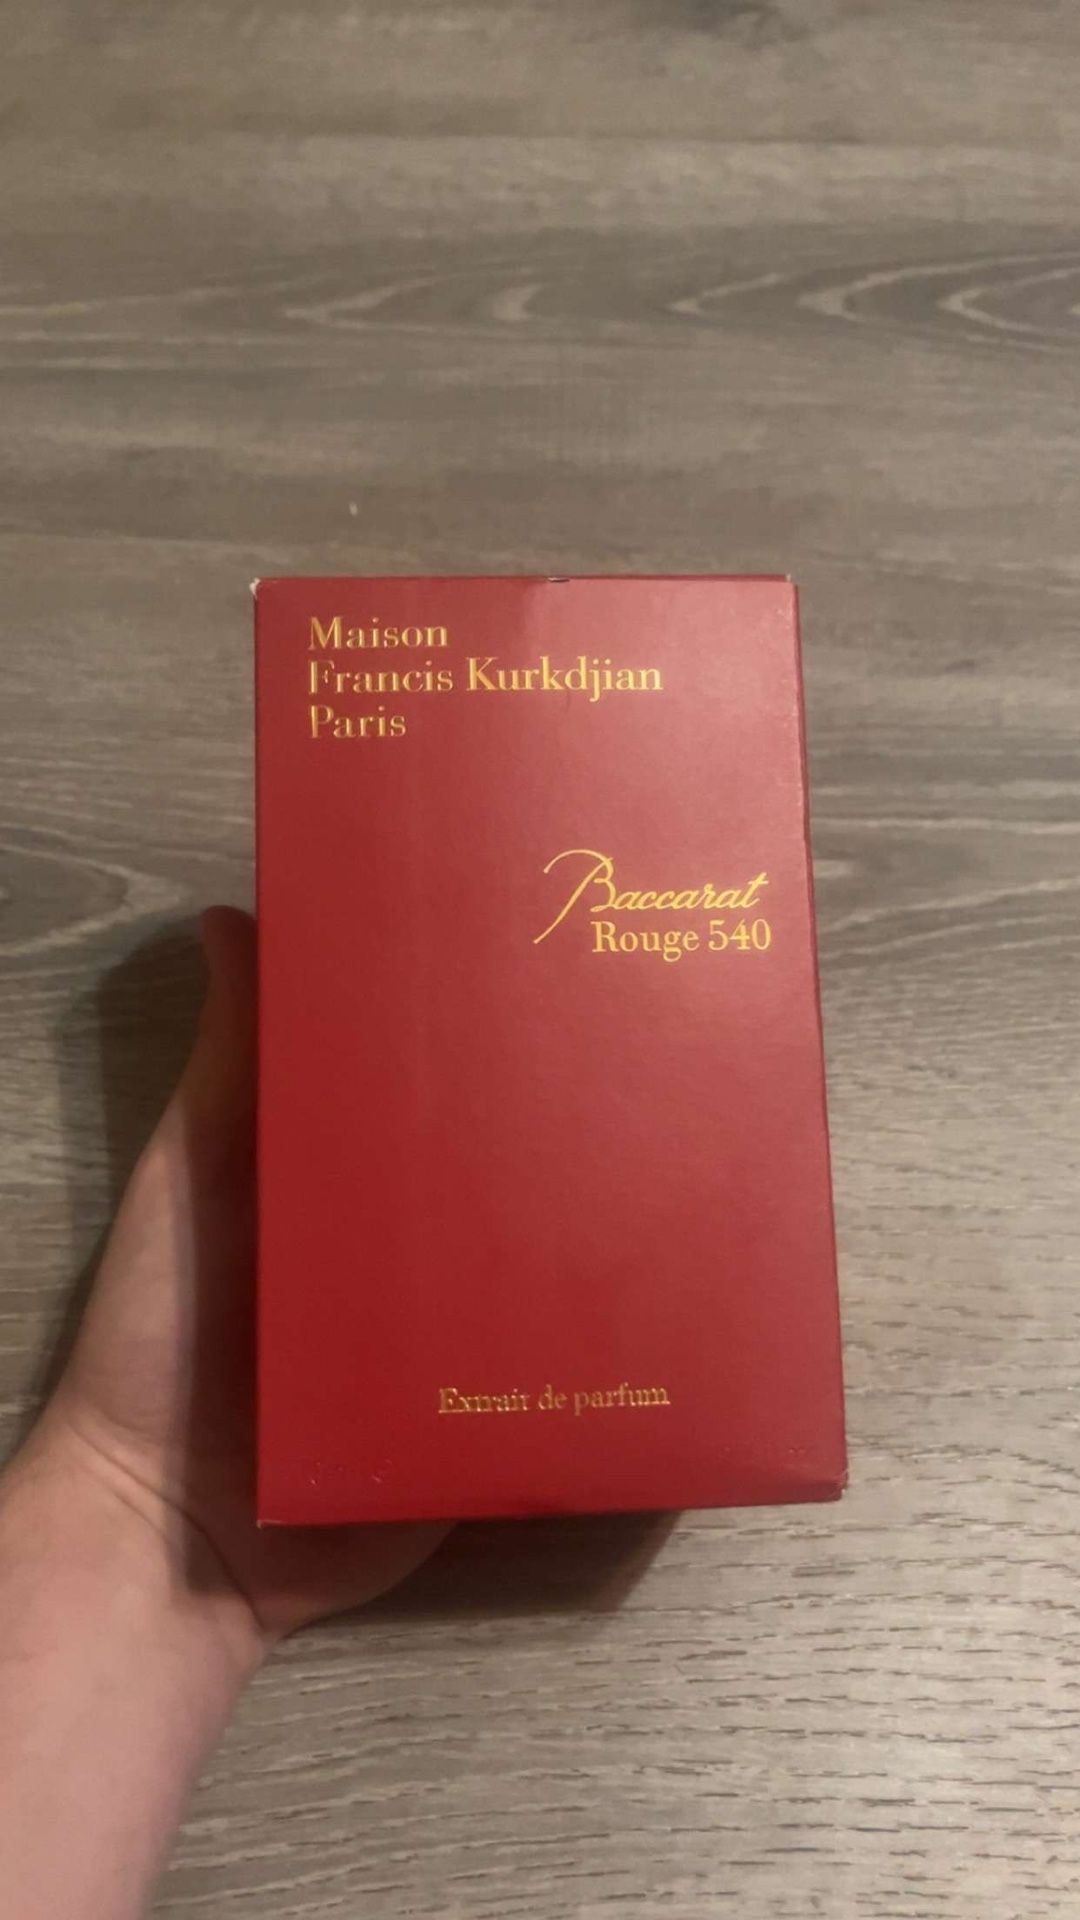 Maison
Francis Kurkdjian
Paris
Baccarat
Rouge 540
Extrait de parfum